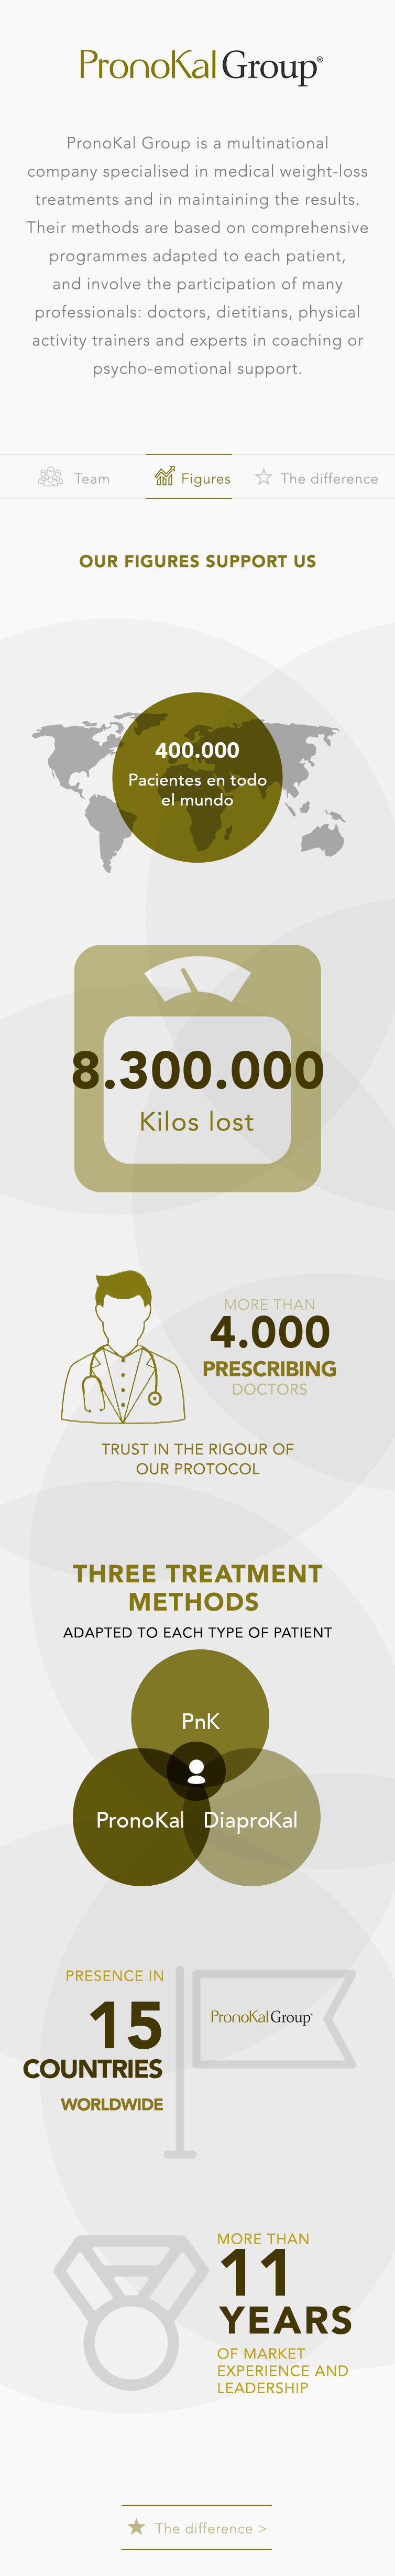 PronoKal Group®
PronoKal Group is a multinational
company specialised in medical weight-loss
treatments and in maintaining the results.
Their methods are based on comprehensive
programmes adapted to each patient,
and involve the participation of many
professionals: doctors, dietitians, physical
activity trainers and experts in coaching or
psycho-emotional support.
Team
Figures
The difference
OUR FIGURES SUPPORT US
400.000
Pacientes en todo
el mundo
8.300.000
Kilos lost
MORE THAN
4.000
PRESCRIBING
DOCTORS
TRUST IN THE RIGOUR OF
OUR PROTOCOL
THREE TREATMENT
METHODS
ADAPTED TO EACH TYPE OF PATIENT
PnK
PronoKal
DiaproKal
PRESENCE IN
15
COUNTRIES
WORLDWIDE
PronoKal Group®
MORE THAN
11
YEARS
OF MARKET
EXPERIENCE AND
LEADERSHIP
The difference >